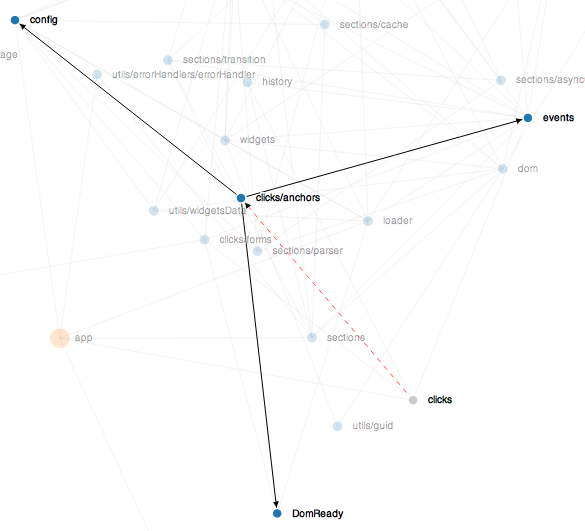 config
sections/cache
age
sections/transition
utils/errorHandlers/errorHandler
history
sections/async
events
widgets
dom
clicks/anchors
utils/widgetsData
loader
clicks/forms
sections/parser
app
sections
clicks
utils/guid
DomReady